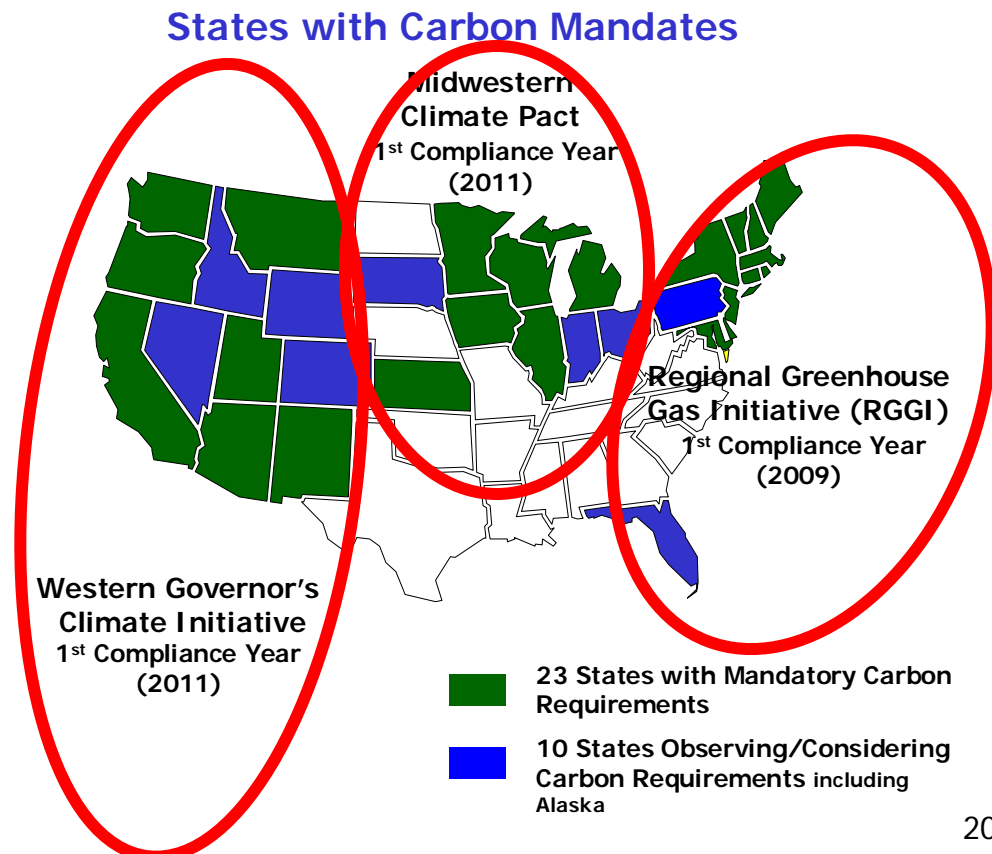 States with Carbon Mandates
Midwestern
Climate Pact
1st Compliance Year
(2011)
Regional Greenhouse
Gas Initiative (RGGI)
1st Compliance Year
(2009)
Western Governor's
Climate Initiative
1st Compliance Year
(2011)
23 States with Mandatory Carbon
Requirements
10 States Observing/Considering
Carbon Requirements including
Alaska
20